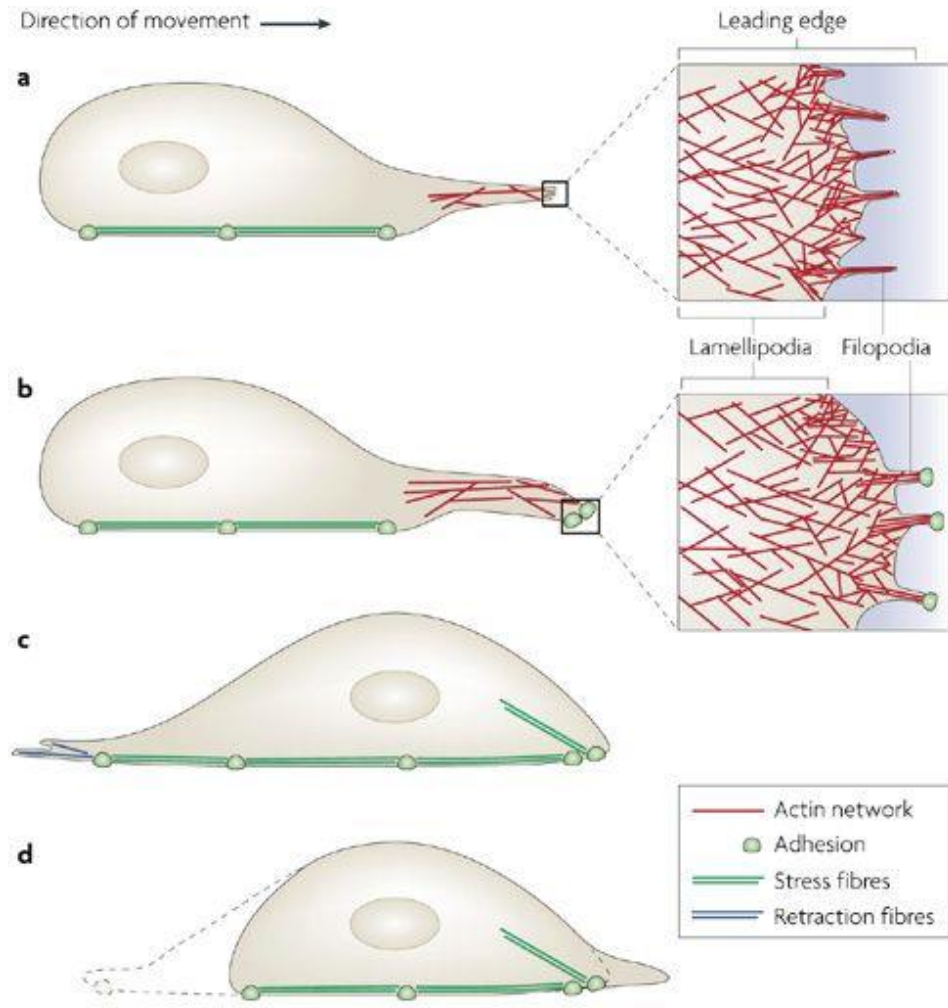 Direction of movement
Leading edge
a
Lamellipodia
Filopodia
b
c
Actin network
Adhesion
Stress fibres
Retraction fibres
d